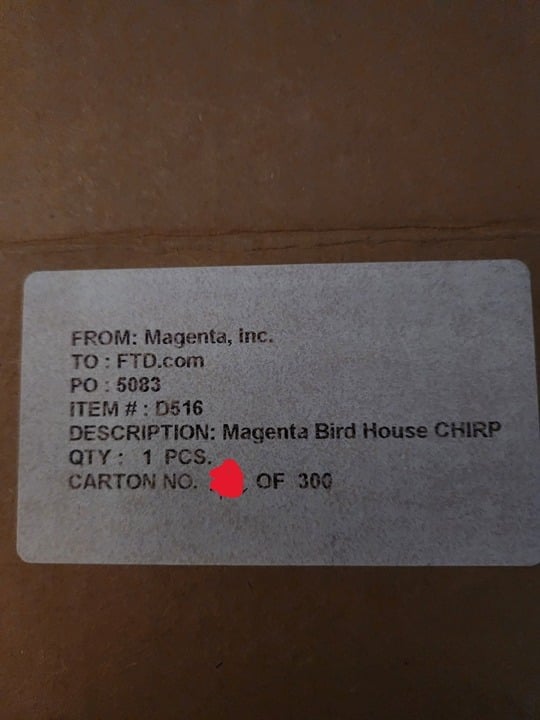 FROM: Magenta, Inc.
TO : FTD.com
PO : 5083
ITEM # : D516
DESCRIPTION: Magenta Bird House CHIRP
QTY : 1 PCS.
CARTON NO. OF 300